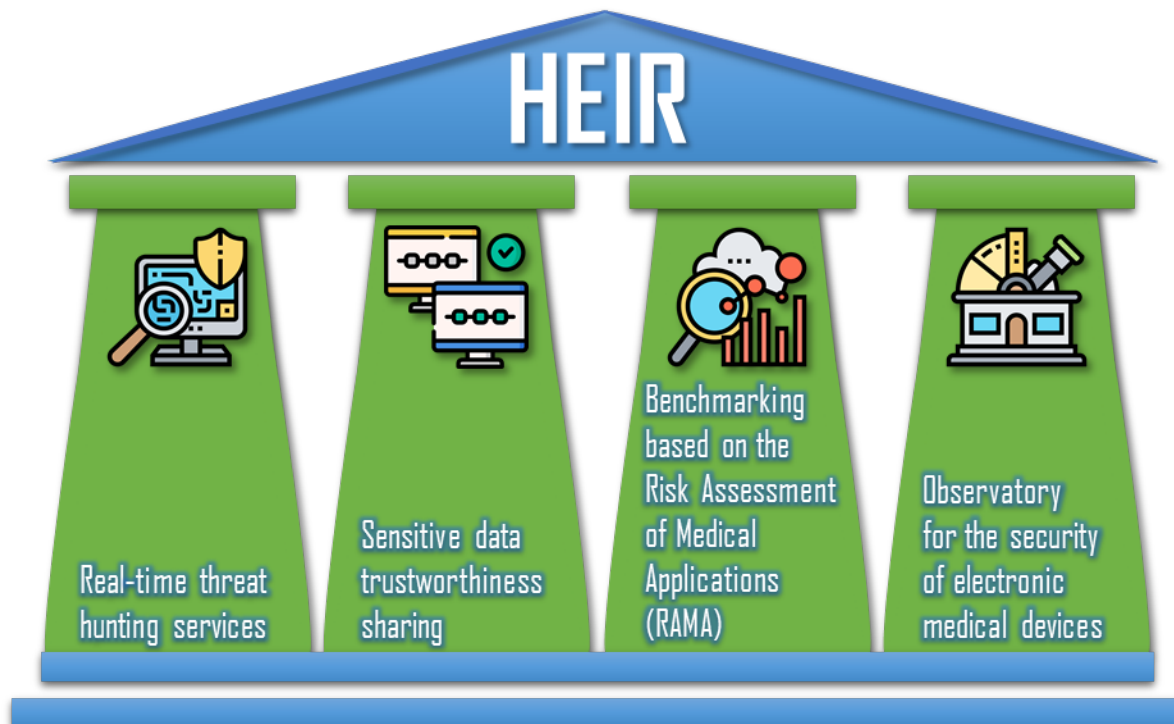 HEIR
Real-time threat
hunting services
Sensitive data
trustworthiness
sharing
Benchmarking
based on the
Risk Assessment
of Medical
Applications
(RAMA)
Observatory
for the security
of electronic
medical devices